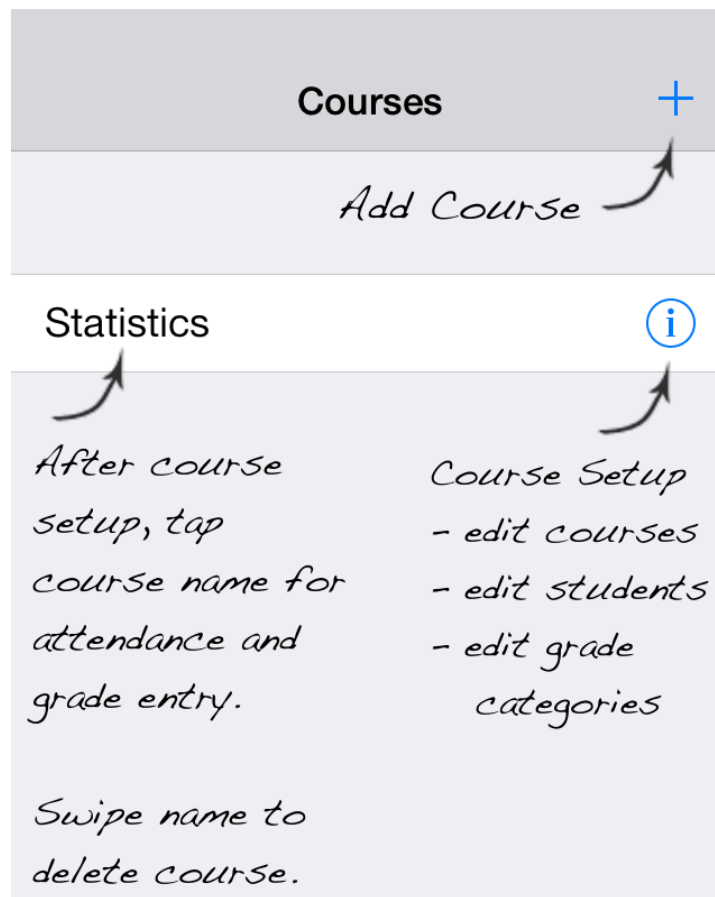 Courses +
Add Course
Statistics i
After course
setup, tap
course name for
attendance and
grade entry.
Swipe name to
delete course.
Course Setup
- edit courses
- edit students
- edit grade
categories